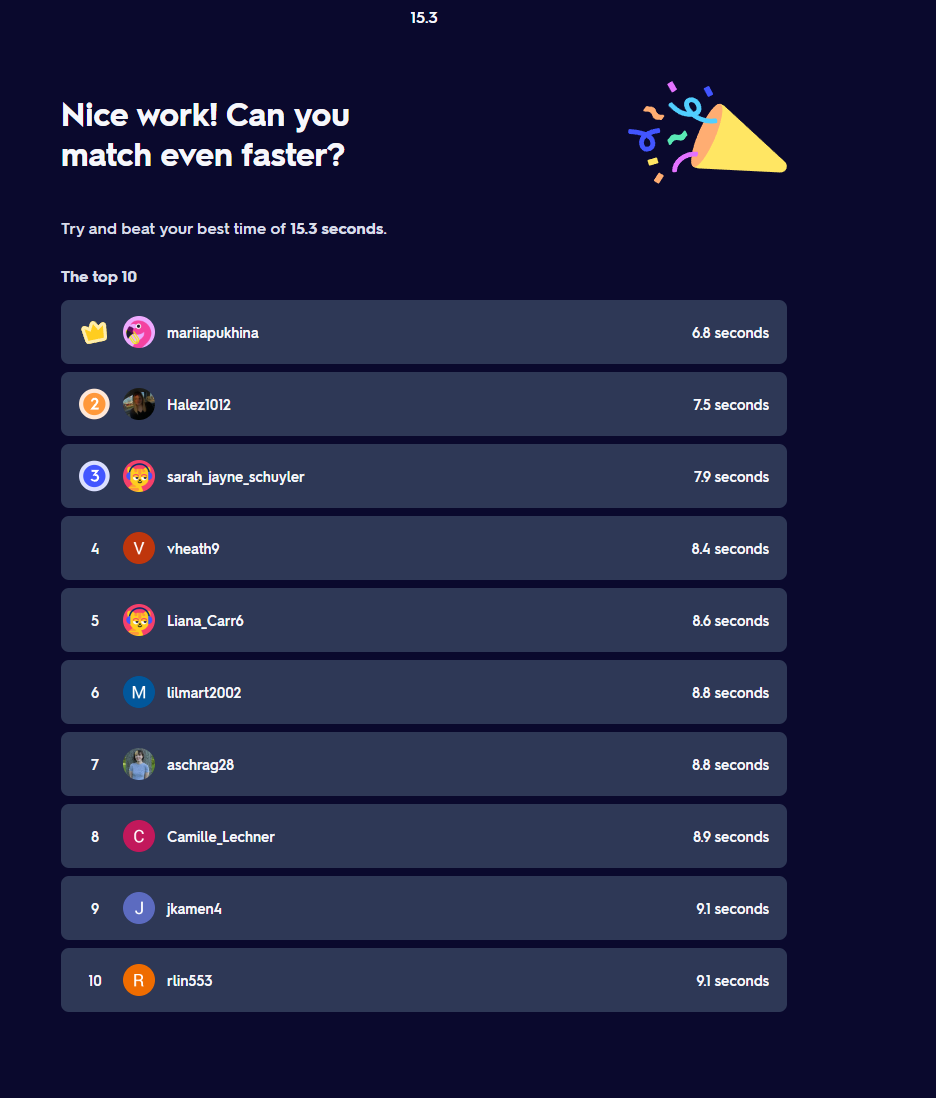 15.3
Nice work! Can you
match even faster?
Try and beat your best time of 15.3 seconds.
The top 10
mariiapukhina 6.8 seconds
2 Halez1012 7.5 seconds
3 sarah_jayne_schuyler 7.9 seconds
4 V vheath9 8.4 seconds
5 Liana_Carr6 8.6 seconds
6 M lilmart2002 8.8 seconds
7 aschrag28 8.8 seconds
8 C Camille_Lechner 8.9 seconds
9 J jkamen4 9.1 seconds
10 R rlin553 9.1 seconds